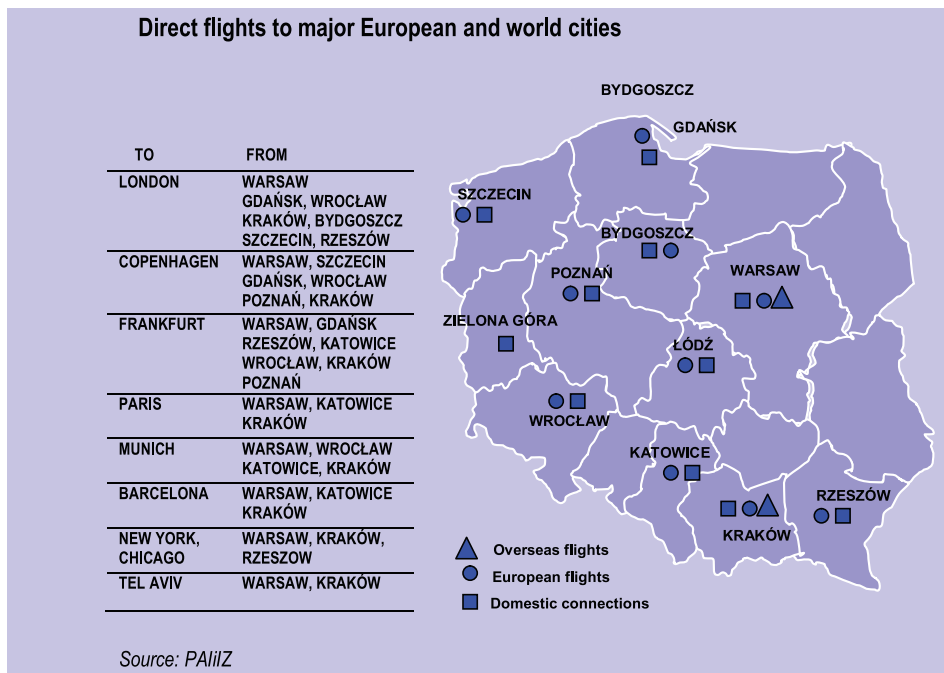 Direct flights to major European and world cities
TO FROM
LONDON WARSAW
GDAŃSK, WROCŁAW
KRAKÓW, BYDGOSZCZ
SZCZECIN, RZESZÓW
COPENHAGEN WARSAW, SZCZECIN
GDAŃSK, WROCŁAW
POZNAŃ, KRAKÓW
FRANKFURT WARSAW, GDAŃSK
RZESZÓW, KATOWICE
WROCŁAW, KRAKÓW
POZNAŃ
PARIS WARSAW, KATOWICE
KRAKÓW
MUNICH WARSAW, WROCŁAW
KATOWICE, KRAKÓW
BARCELONA WARSAW, KATOWICE
KRAKÓW
NEW YORK, WARSAW, KRAKÓW,
CHICAGO RZESZOW
TEL AVIV WARSAW, KRAKÓW
BYDGOSZCZ
GDAŃSK
SZCZECIN
BYDGOSZCZ
POZNAŃ
WARSAW
ZIELONA GÓRA
ŁÓDŹ
WROCŁAW
KATOWICE
RZESZÓW
KRAKÓW
Overseas flights
European flights
Domestic connections
Source: PAIiIZ